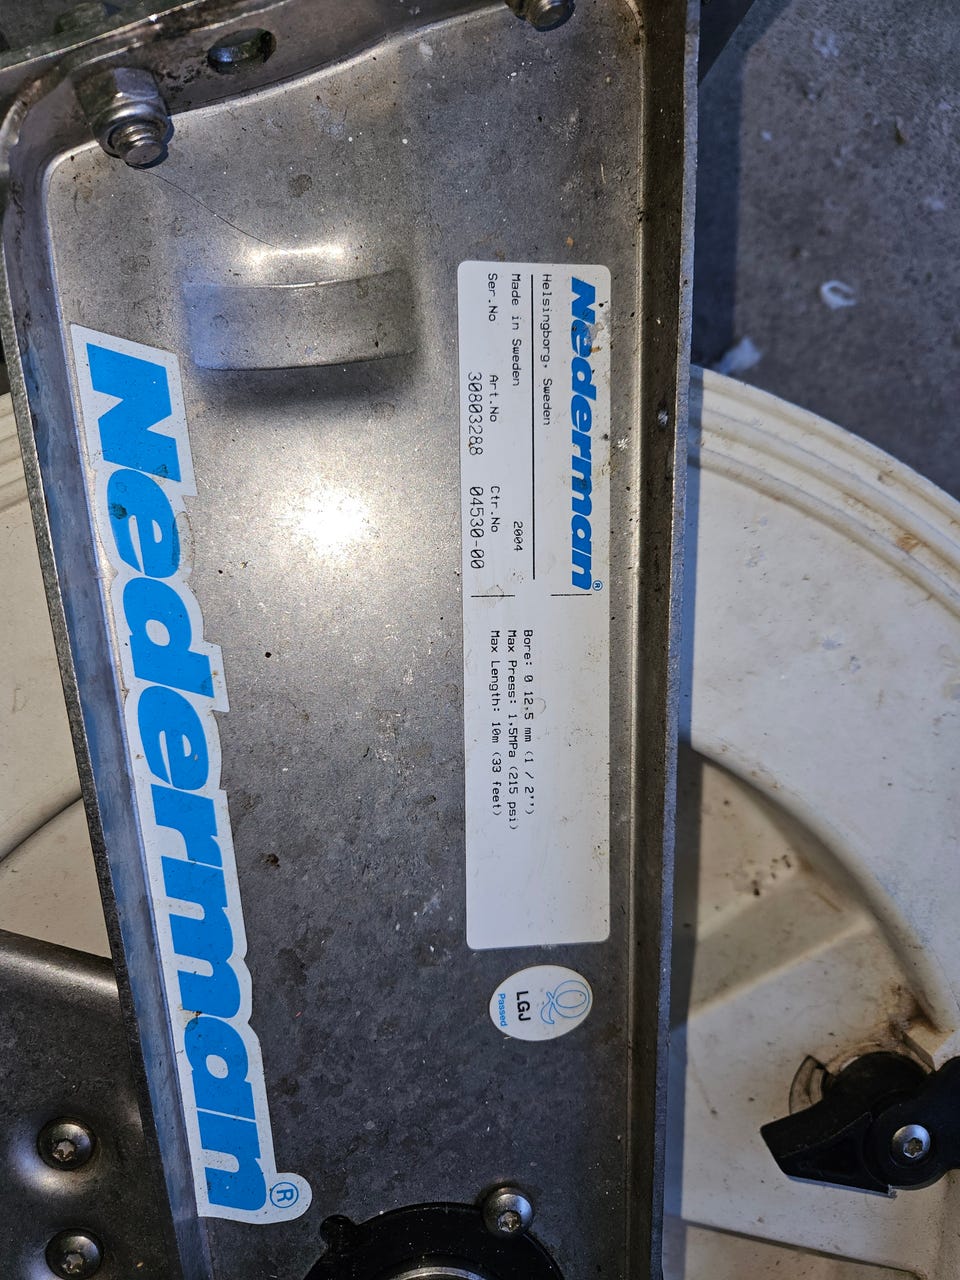 Nederman®
Helsingborg, Sweden
Made in Sweden 2004
Ser.No Art.No Ctr.No
30803288 04530-00
Bore: 0 12,5 mm (1 / 2'')
Max Press: 1,5MPa (215 psi)
Max Length: 10m (33 feet)
LGJ
Passed
Nederman®